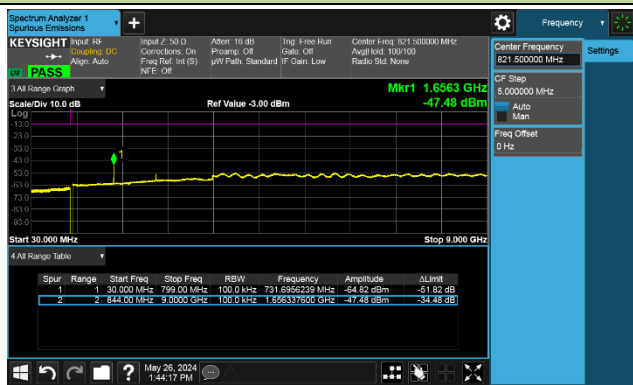 Spectrum Analyzer 1
Spurious Emissions
Frequency
KEYSIGHT
Input: RF
Coupling: DC
Align: Auto
Input Z: 50 Ω
Corrections: On
Freq Ref: Int (S)
NFE: Off
Atten: 16 dB
Preamp: Off
µW Path: Standard
Trig: Free Run
Gate: Off
IF Gain: Low
Center Freq: 821.500000 MHz
Avg|Hold: 100/100
Radio Std: None
LXI PASS
Center Frequency
821.500000 MHz
Settings
CF Step
5.000000 MHz
Auto
Man
Freq Offset
0 Hz
3 All Range Graph
Mkr1 1.6563 GHz
Scale/Div 10.0 dB
Ref Value -3.00 dBm
-47.48 dBm
Log
-13.0
-23.0
-33.0
-43.0
-53.0
-63.0
-73.0
-83.0
-93.0
1
Start 30.000 MHz
Stop 9.000 GHz
4 All Range Table
Spur Range Start Freq Stop Freq RBW Frequency Amplitude ΔLimit
1 1 30.000 MHz 799.00 MHz 100.0 kHz 731.6956239 MHz -64.82 dBm -51.82 dB
2 2 844.00 MHz 9.0000 GHz 100.0 kHz 1.656337600 GHz -47.48 dBm -34.48 dB
May 26, 2024
1:44:17 PM